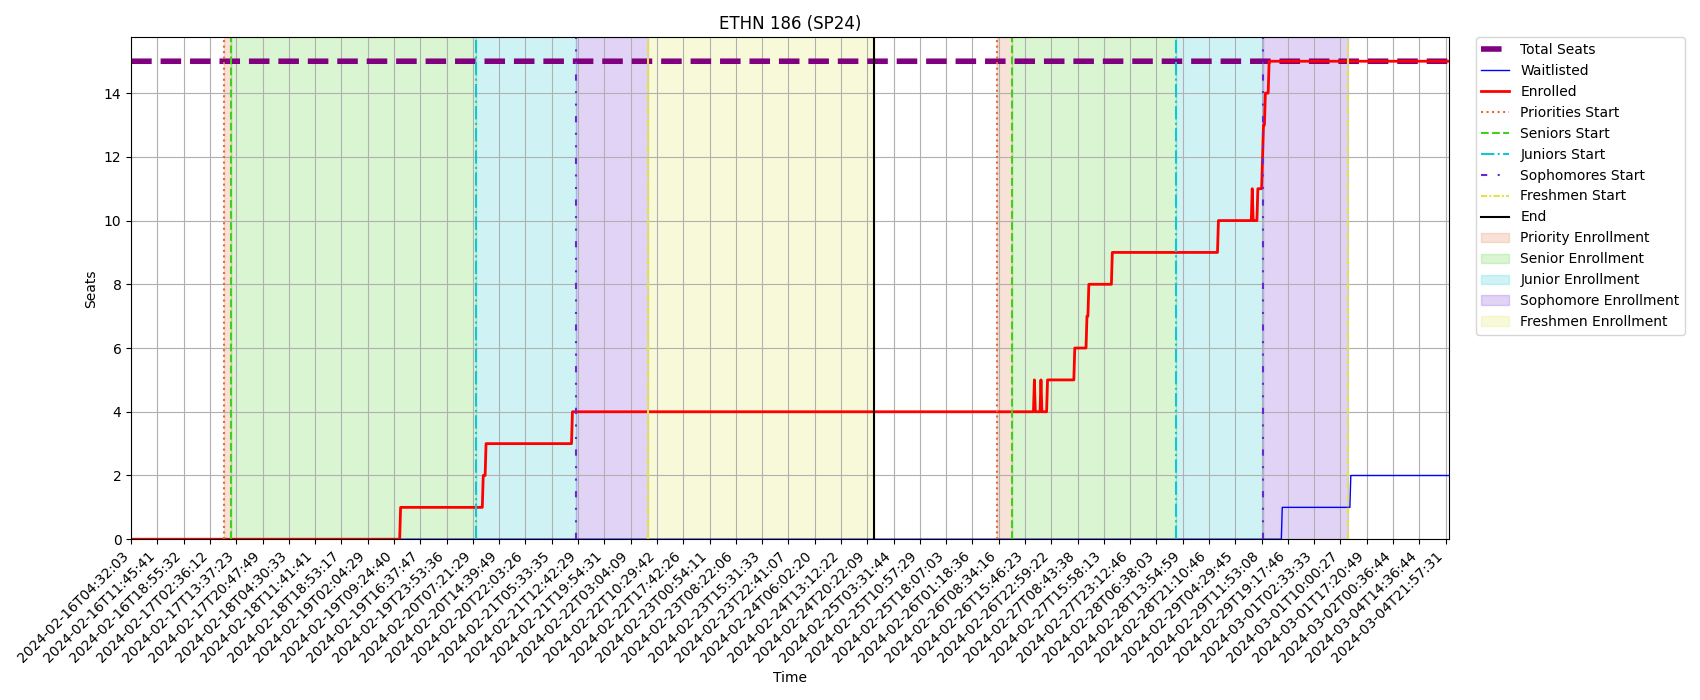 ETHN 186 (SP24)
Seats
14
12
10
8
6
4
2
0
2024-02-16T04:32:03
2024-02-16T11:45:41
2024-02-16T18:55:32
2024-02-17T02:36:12
2024-02-17T13:37:23
2024-02-17T20:47:49
2024-02-18T04:30:33
2024-02-18T11:41:41
2024-02-18T18:53:17
2024-02-19T02:04:29
2024-02-19T09:24:40
2024-02-19T16:37:47
2024-02-19T23:53:36
2024-02-20T07:21:29
2024-02-20T14:39:49
2024-02-20T22:03:26
2024-02-21T05:33:35
2024-02-21T12:42:29
2024-02-21T19:54:31
2024-02-22T03:04:09
2024-02-22T10:29:42
2024-02-22T17:42:26
2024-02-23T00:54:11
2024-02-23T08:22:06
2024-02-23T15:31:33
2024-02-23T22:41:07
2024-02-24T06:02:20
2024-02-24T13:12:22
2024-02-24T20:22:09
2024-02-25T03:31:44
2024-02-25T10:57:29
2024-02-25T18:07:03
2024-02-26T01:18:36
2024-02-26T08:34:16
2024-02-26T15:46:23
2024-02-26T22:59:22
2024-02-27T08:43:38
2024-02-27T15:58:13
2024-02-27T23:12:46
2024-02-28T06:38:03
2024-02-28T13:54:59
2024-02-28T21:10:46
2024-02-29T04:29:45
2024-02-29T11:53:08
2024-02-29T19:17:46
2024-03-01T02:33:33
2024-03-01T10:00:27
2024-03-01T17:20:49
2024-03-02T00:36:44
2024-03-04T14:36:44
2024-03-04T21:57:31
Time
Total Seats
Waitlisted
Enrolled
Priorities Start
Seniors Start
Juniors Start
Sophomores Start
Freshmen Start
End
Priority Enrollment
Senior Enrollment
Junior Enrollment
Sophomore Enrollment
Freshmen Enrollment